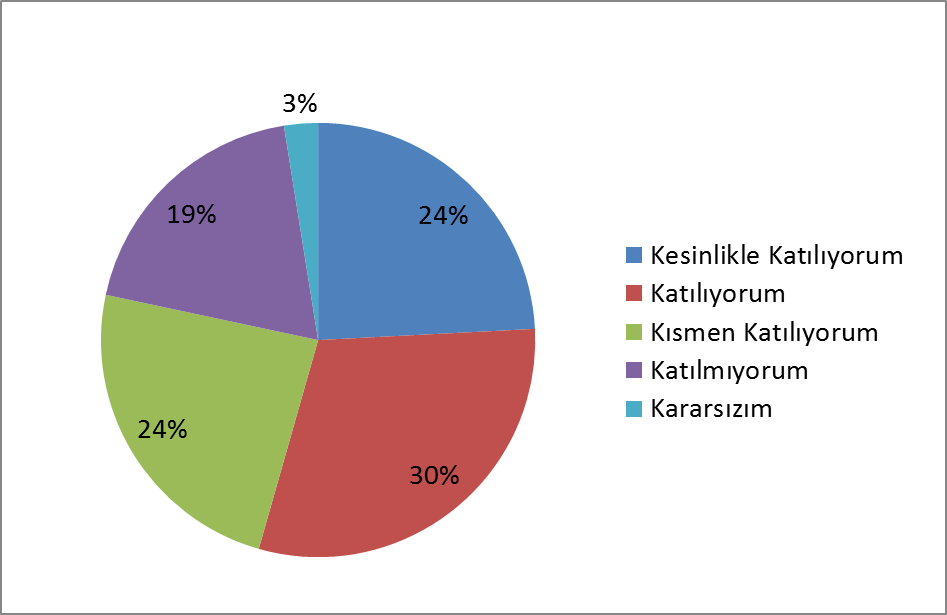 3%
24%
19%
24%
30%
Kesinlikle Katılıyorum
Katılıyorum
Kısmen Katılıyorum
Katılmıyorum
Kararsızım